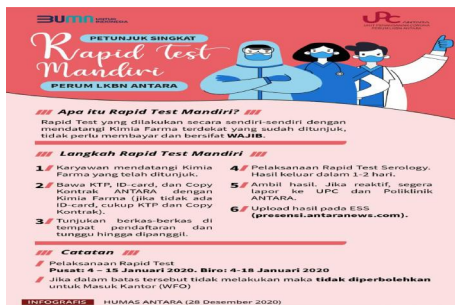 BUMN UNTUK INDONESIA
UPC ANTARA
PETUNJUK SINGKAT
Rapid Test
Mandiri
PERUM LKBN ANTARA
Apa itu Rapid Test Mandiri?
Rapid Test yang dilakukan secara sendiri-sendiri dengan
mendatangi Kimia Farma terdekat yang sudah ditunjuk,
tidak perlu membayar dan bersifat WAJIB.
Langkah Rapid Test Mandiri
1 Karyawan mendatangi Kimia
Farma yang telah ditunjuk.
2 Bawa KTP, ID-card, dan Copy
Kontrak ANTARA dengan
Kimia Farma (jika tidak ada
ID-card, cukup KTP dan Copy
Kontrak).
3 Tunjukan berkas-berkas di
tempat pendaftaran dan
tunggu hingga dipanggil.
4 Pelaksanaan Rapid Test Serology.
Hasil keluar dalam 1-2 hari.
5 Ambil hasil. Jika reaktif, segera
lapor ke UPC dan Poliklinik
ANTARA.
6 Upload hasil pada ESS
(presensi.antaranews.com).
Catatan
Pelaksanaan Rapid Test
Pusat: 4 – 15 Januari 2020. Biro: 4-18 Januari 2020
Jika dalam batas tersebut tidak melakukan maka tidak diperbolehkan
untuk Masuk Kantor (WFO)
INFOGRAFIS HUMAS ANTARA (28 Desember 2020)